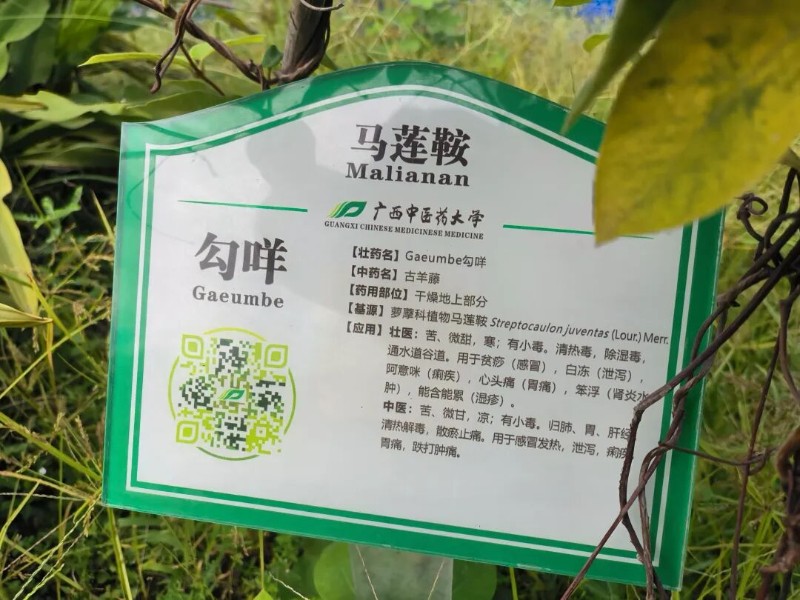 马莲鞍
Malianan
广西中医药大学
GUANGXI CHINESE MEDICINESE MEDICINE
勾咩
Gaeumbe
【壮药名】Gaeumbe勾咩
【中药名】古羊藤
【药用部位】干燥地上部分
【基源】萝藦科植物马莲鞍 Streptocaulon juventas (Lour.) Merr.
【应用】壮医：苦、微甜，寒；有小毒。清热毒，除湿毒，
通水道谷道。用于贫痧（感冒），白冻（泄泻），
阿意咪（痢疾），心头痛（胃痛），笨浮（肾炎水
肿），能含能累（湿疹）。
中医：苦、微甘，凉；有小毒。归肺、胃、肝经
清热解毒，散瘀止痛。用于感冒发热，泄泻，痢疾
胃痛，跌打肿痛。